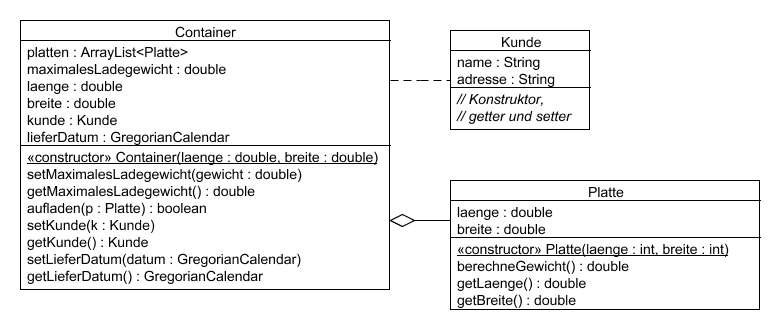 Container
platten : ArrayList<Platte>
maximalesLadegewicht : double
laenge : double
breite : double
kunde : Kunde
lieferDatum : GregorianCalendar
«constructor» Container(laenge : double, breite : double)
setMaximalesLadegewicht(gewicht : double)
getMaximalesLadegewicht() : double
aufladen(p : Platte) : boolean
setKunde(k : Kunde)
getKunde() : Kunde
setLieferDatum(datum : GregorianCalendar)
getLieferDatum() : GregorianCalendar
Kunde
name : String
adresse : String
// Konstruktor,
// getter und setter
Platte
laenge : double
breite : double
«constructor» Platte(laenge : int, breite : int)
berechneGewicht() : double
getLaenge() : double
getBreite() : double